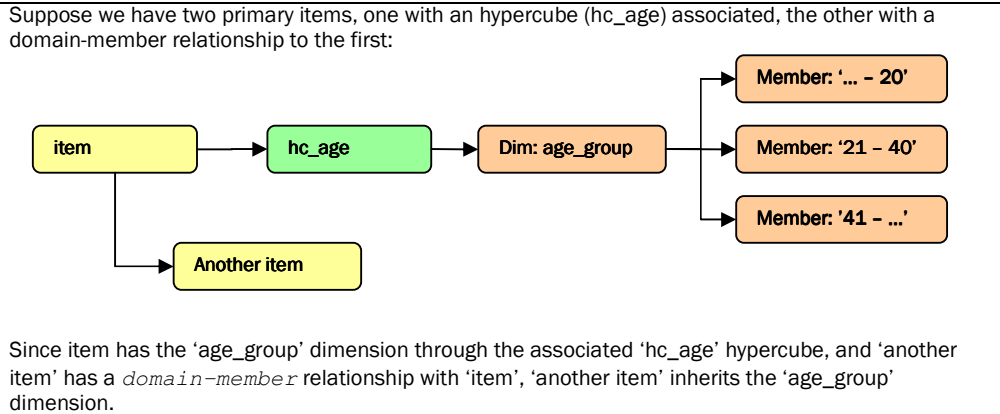 Suppose we have two primary items, one with an hypercube (hc_age) associated, the other with a
domain-member relationship to the first:
Member: ‘... – 20’
item
hc_age
Dim: age_group
Member: ‘21 – 40’
Member: ’41 – ...’
Another item
Since item has the ‘age_group’ dimension through the associated ‘hc_age’ hypercube, and ‘another
item’ has a domain-member relationship with ‘item’, ‘another item’ inherits the ‘age_group’
dimension.